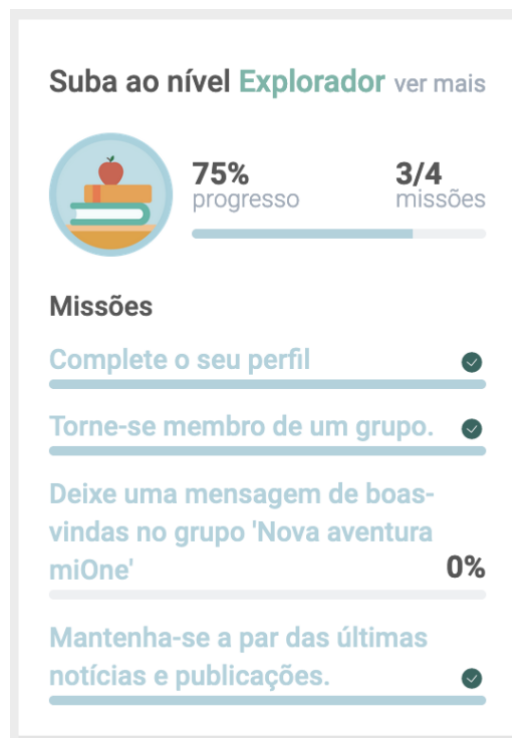 Suba ao nível Explorador ver mais
75% 3/4
progresso missões
Missões
Complete o seu perfil
Torne-se membro de um grupo.
Deixe uma mensagem de boas-
vindas no grupo 'Nova aventura
miOne' 0%
Mantenha-se a par das últimas
notícias e publicações.